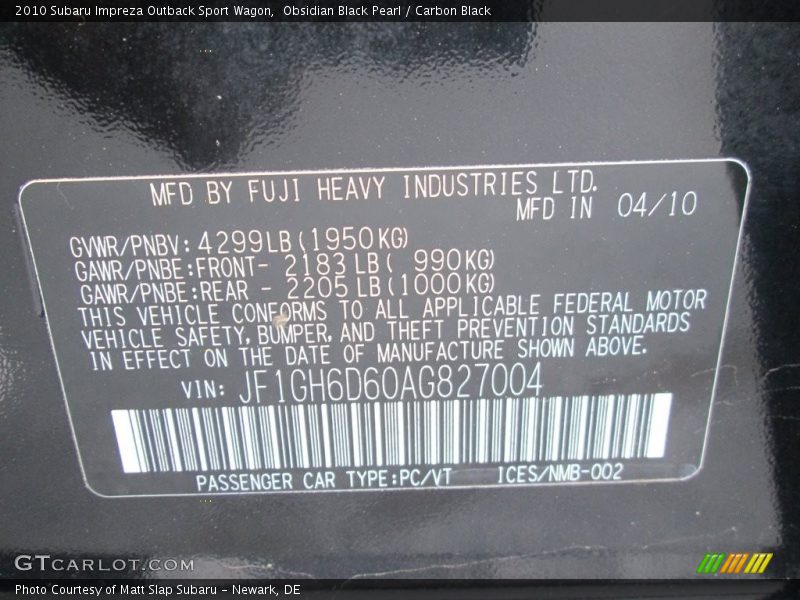 2010 Subaru Impreza Outback Sport Wagon,  Obsidian Black Pearl / Carbon Black
MFD BY FUJI HEAVY INDUSTRIES LTD.
MFD IN 04/10
GVWR/PNBV: 4299LB(1950KG)
GAWR/PNBE:FRONT- 2183 LB( 990KG)
GAWR/PNBE:REAR - 2205 LB(1000KG)
THIS VEHICLE CONFORMS TO ALL APPLICABLE FEDERAL MOTOR
VEHICLE SAFETY, BUMPER, AND THEFT PREVENTION STANDARDS
IN EFFECT ON THE DATE OF MANUFACTURE SHOWN ABOVE.
VIN: JF1GH6D60AG827004
PASSENGER CAR TYPE:PC/VT ICES/NMB-002
GTCARLOT.COM
Photo Courtesy of Matt Slap Subaru - Newark, DE